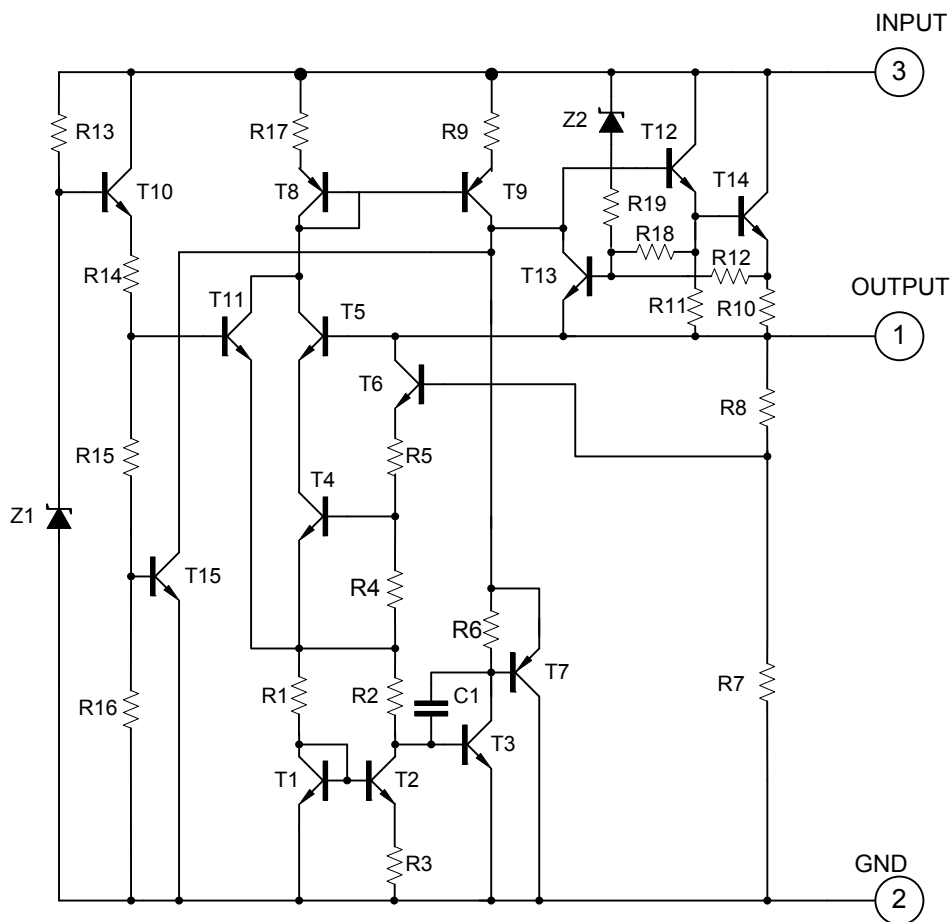 INPUT
3
R13
R17
R9
Z2
T12
T10
T8
T9
T14
R19
R18
R12
R14
T11
T13
R11
R10
OUTPUT
T5
1
T6
R8
R15
R5
Z1
T4
T15
R4
R6
T7
R16
R1
R2
C1
R7
T3
T1
T2
R3
GND
2